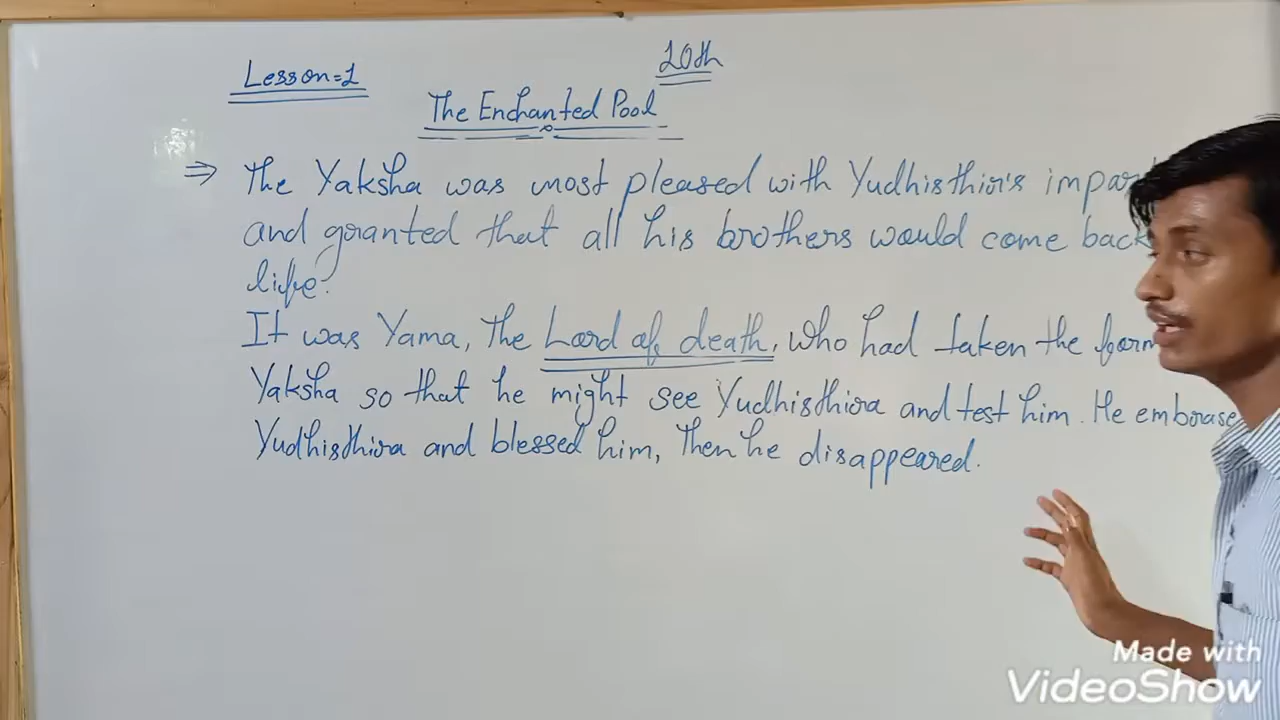 Lesson=1
20th
The Enchanted Pool
⇒ The Yaksha was most pleased with Yudhisthir's
and granted that all his brothers would come back
life.
It was Yama, the Lord of death, who had taken the form
Yaksha so that he might see Yudhisthira and test him. He embrase
Yudhisthira and blessed him, Then he disappeared.
Made with
VideoShow